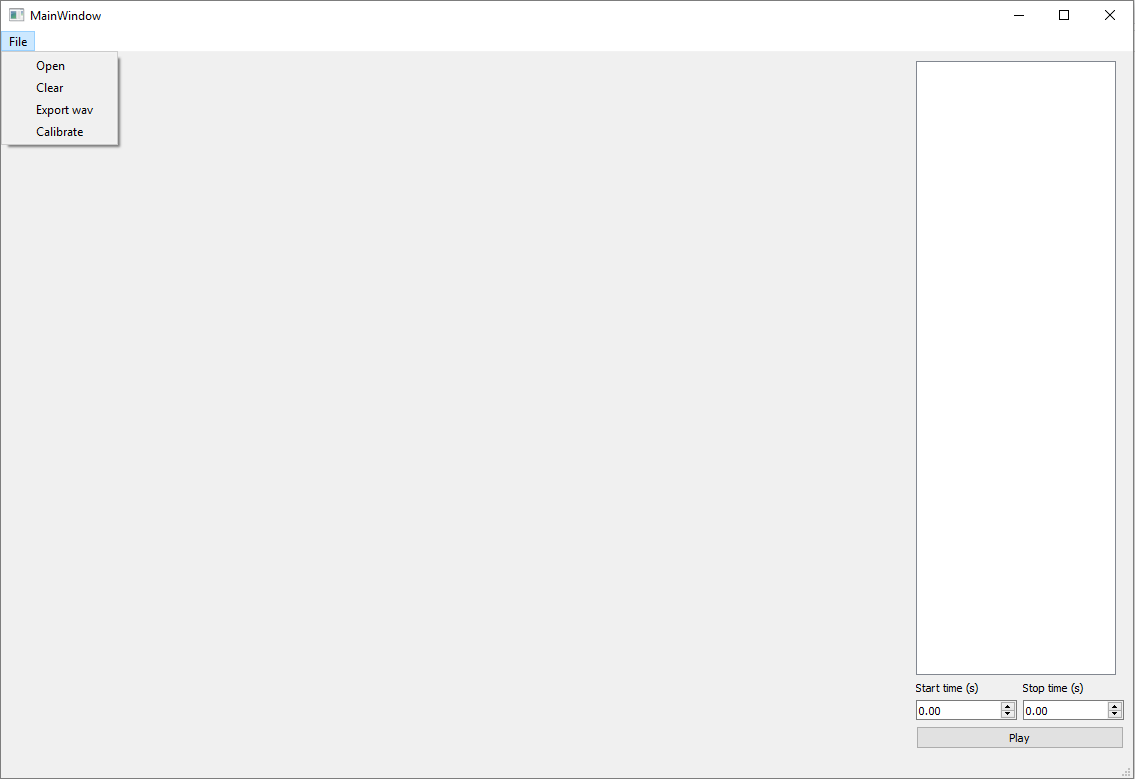 MainWindow
File
Open
Clear
Export wav
Calibrate
Start time (s) Stop time (s)
0.00 0.00
Play